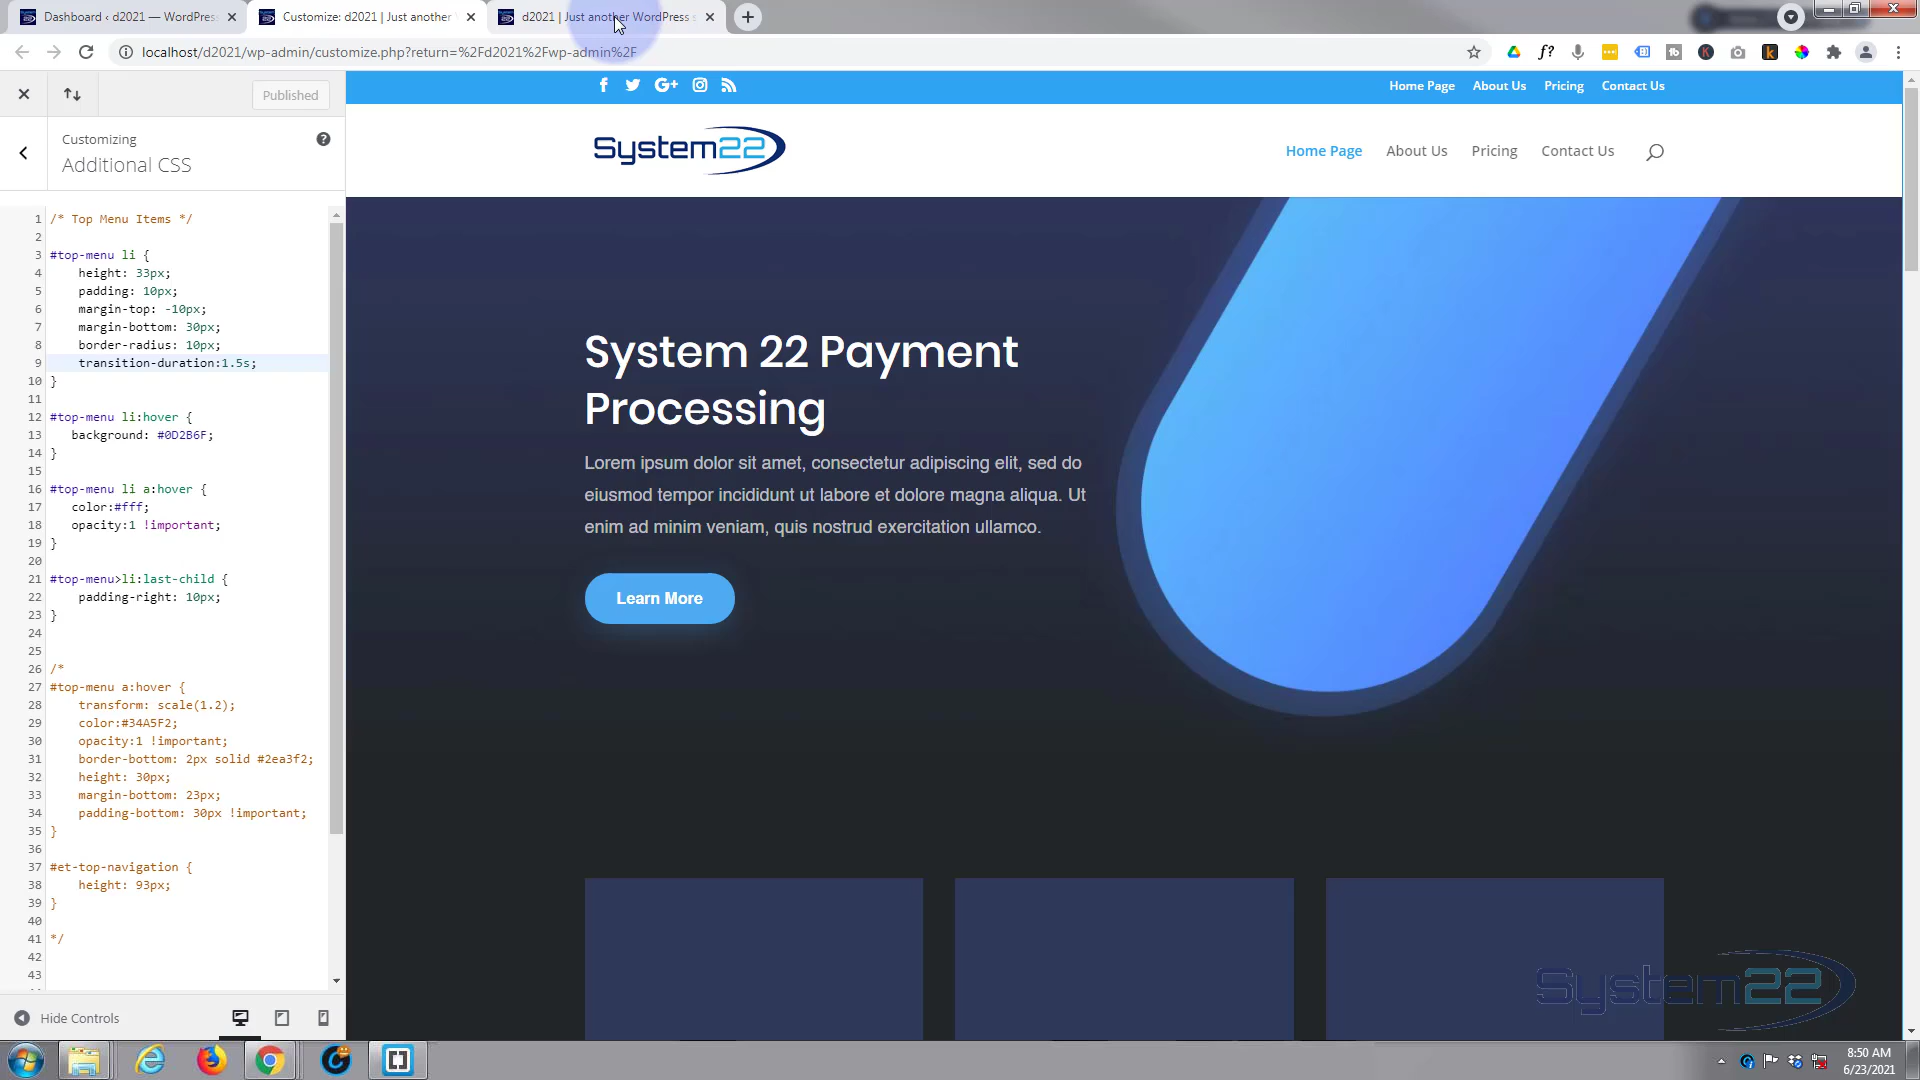 Dashboard ‹ d2021 — WordPress
Customize: d2021 | Just another
d2021 | Just another WordPress s
localhost/d2021/wp-admin/customize.php?return=%2Fd2021%2Fwp-admin%2F
Published
Home Page
About Us
Pricing
Contact Us
Customizing
Additional CSS
System22
Home Page
About Us
Pricing
Contact Us
1 /* Top Menu Items */
2
3 #top-menu li {
4 height: 33px;
5 padding: 10px;
6 margin-top: -10px;
7 margin-bottom: 30px;
8 border-radius: 10px;
9 transition-duration:1.5s;
10 }
11
12 #top-menu li:hover {
13 background: #0D2B6F;
14 }
15
16 #top-menu li a:hover {
17 color:#fff;
18 opacity:1 !important;
19 }
20
21 #top-menu>li:last-child {
22 padding-right: 10px;
23 }
24
25
26 /*
27 #top-menu a:hover {
28 transform: scale(1.2);
29 color:#34A5F2;
30 opacity:1 !important;
31 border-bottom: 2px solid #2ea3f2;
32 height: 30px;
33 margin-bottom: 23px;
34 padding-bottom: 30px !important;
35 }
36
37 #et-top-navigation {
38 height: 93px;
39 }
40
41 */
42
43
System 22 Payment
Processing
Lorem ipsum dolor sit amet, consectetur adipiscing elit, sed do
eiusmod tempor incididunt ut labore et dolore magna aliqua. Ut
enim ad minim veniam, quis nostrud exercitation ullamco.
Learn More
System22
Hide Controls
8:50 AM
6/23/2021